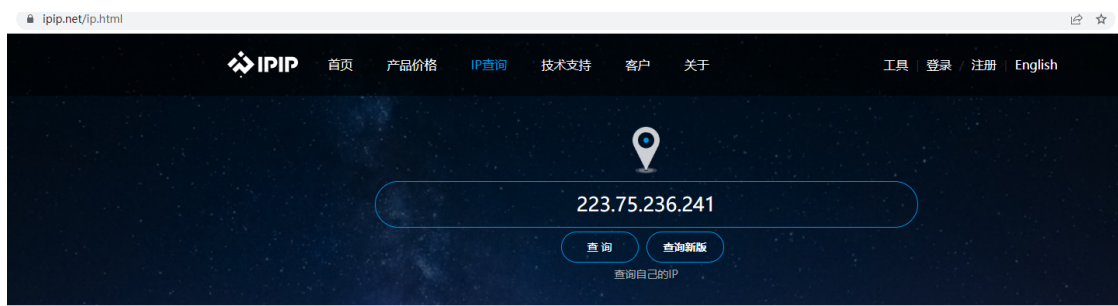 ipip.net/ip.html
IPIP 首页 产品价格 IP查询 技术支持 客户 关于 工具 | 登录 / 注册 | English
223.75.236.241
查 询 查询新版
查询自己的IP